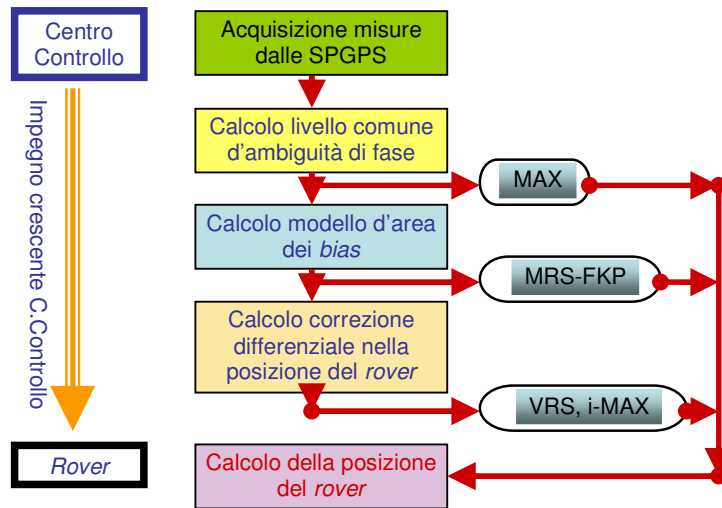 Centro
Controllo
Impegno crescente C.Controllo
Rover
Acquisizione misure
dalle SPGPS
Calcolo livello comune
d'ambiguità di fase
MAX
Calcolo modello d'area
dei bias
MRS-FKP
Calcolo correzione
differenziale nella
posizione del rover
VRS, i-MAX
Calcolo della posizione
del rover